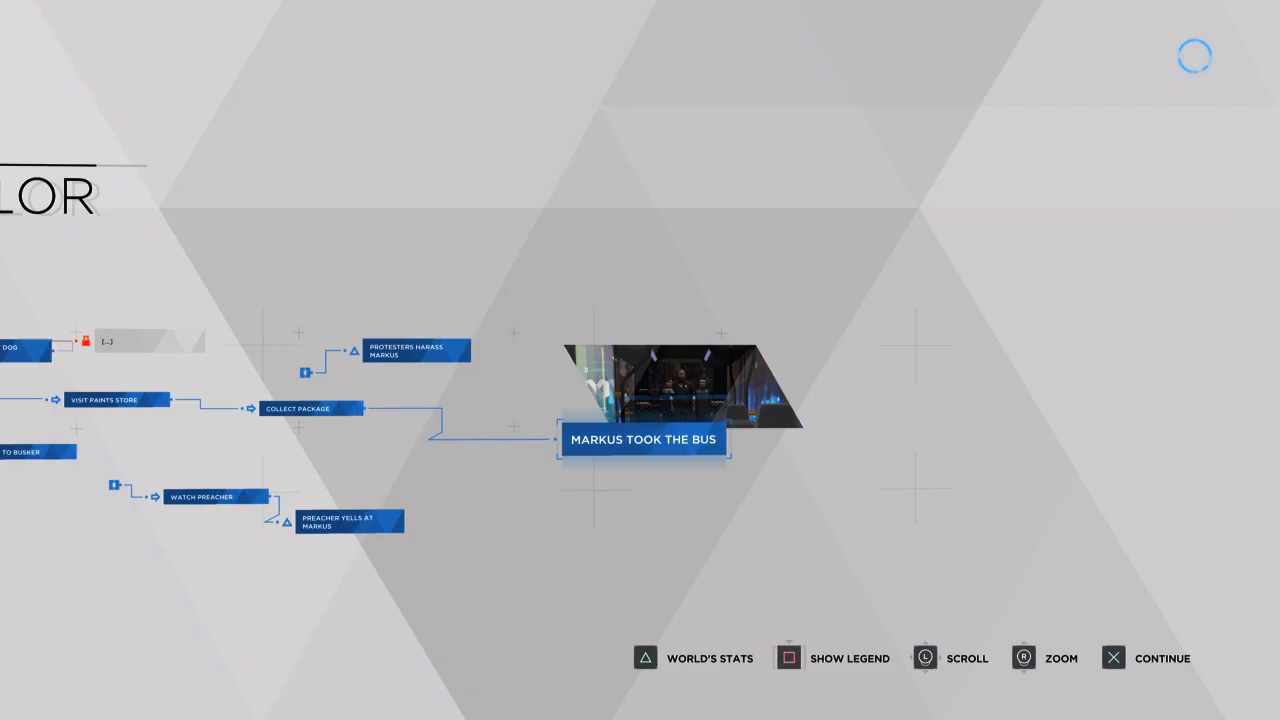 LOR
DOG
[...]
PROTESTERS HARASS
MARKUS
VISIT PAINTS STORE
COLLECT PACKAGE
MARKUS TOOK THE BUS
TO BUSKER
WATCH PREACHER
PREACHER YELLS AT
MARKUS
WORLD'S STATS
SHOW LEGEND
L
SCROLL
R
ZOOM
CONTINUE